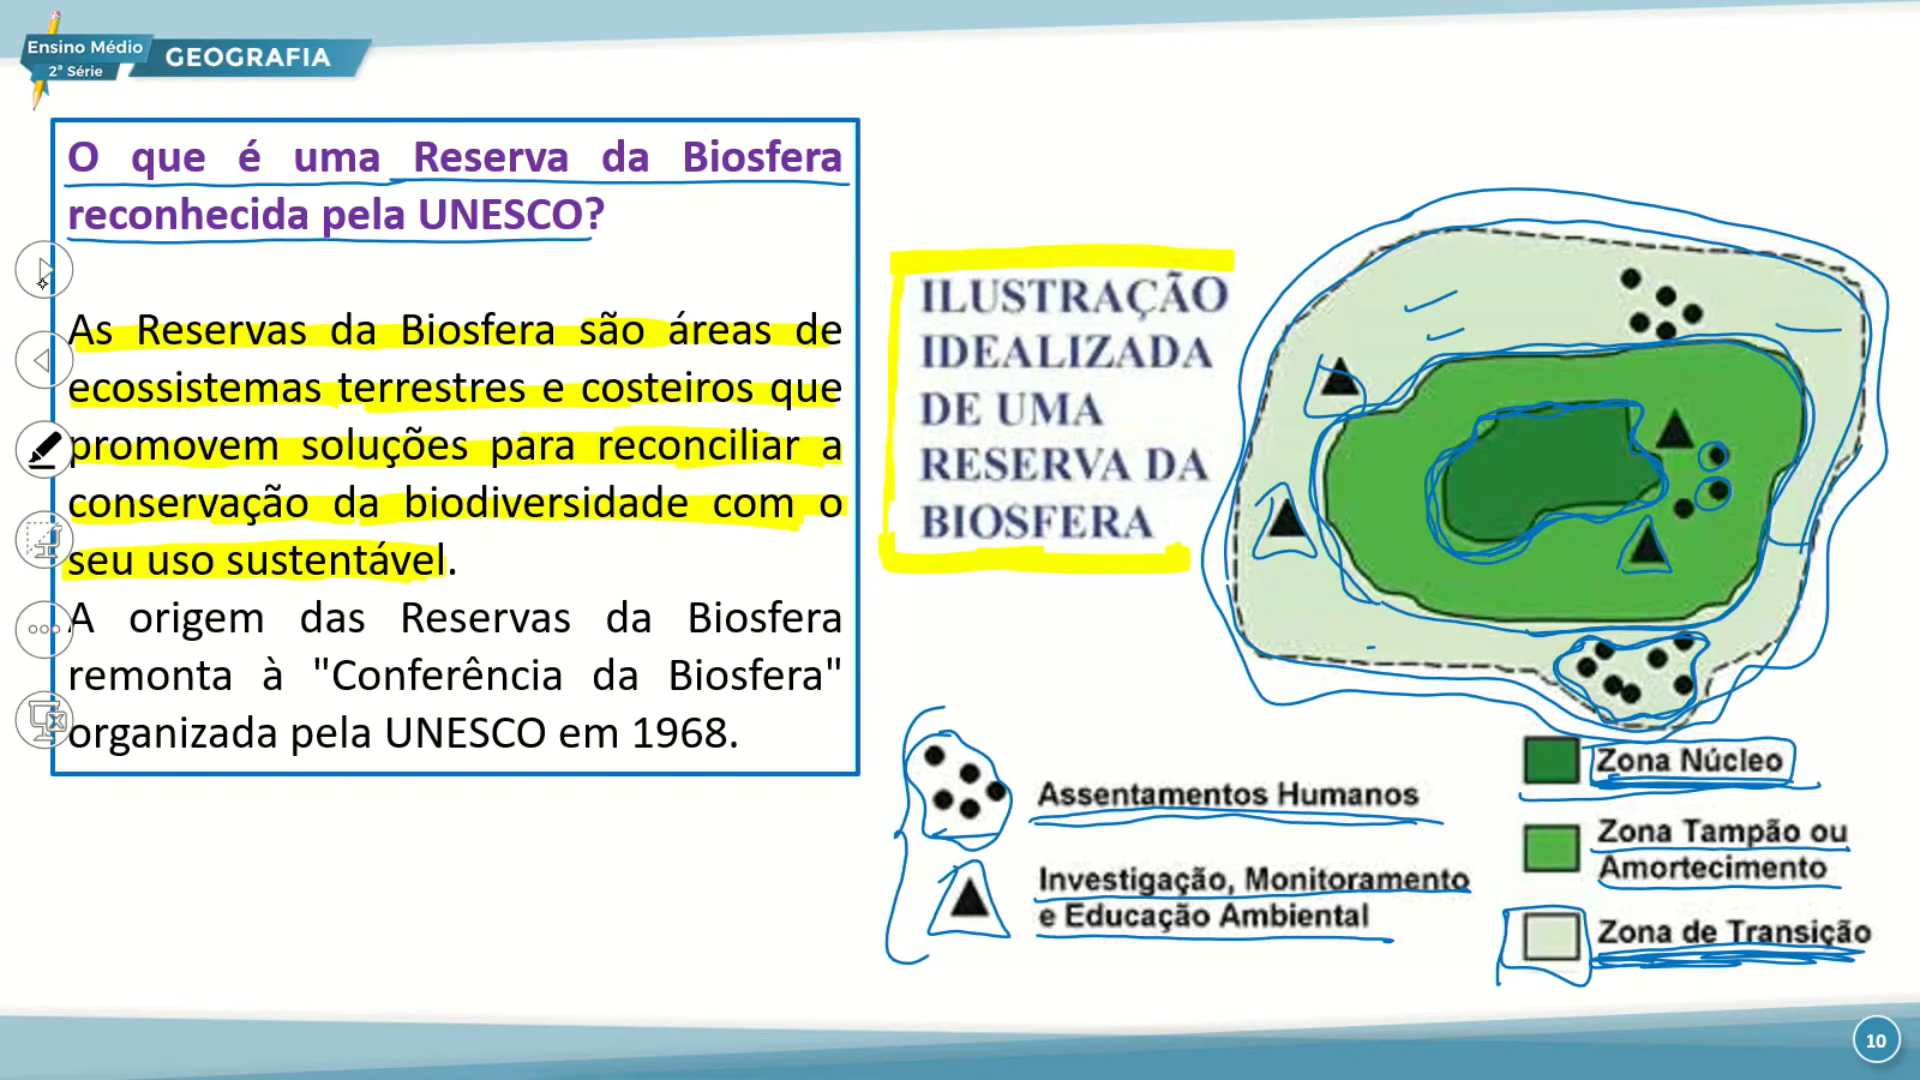 Ensino Médio
2ª Série
GEOGRAFIA
O que é uma Reserva da Biosfera
reconhecida pela UNESCO?
As Reservas da Biosfera são áreas de
ecossistemas terrestres e costeiros que
promovem soluções para reconciliar a
conservação da biodiversidade com o
seu uso sustentável.
A origem das Reservas da Biosfera
remonta à "Conferência da Biosfera"
organizada pela UNESCO em 1968.
ILUSTRAÇÃO
IDEALIZADA
DE UMA
RESERVA DA
BIOSFERA
Assentamentos Humanos
Investigação, Monitoramento
e Educação Ambiental
Zona Núcleo
Zona Tampão ou
Amortecimento
Zona de Transição
10